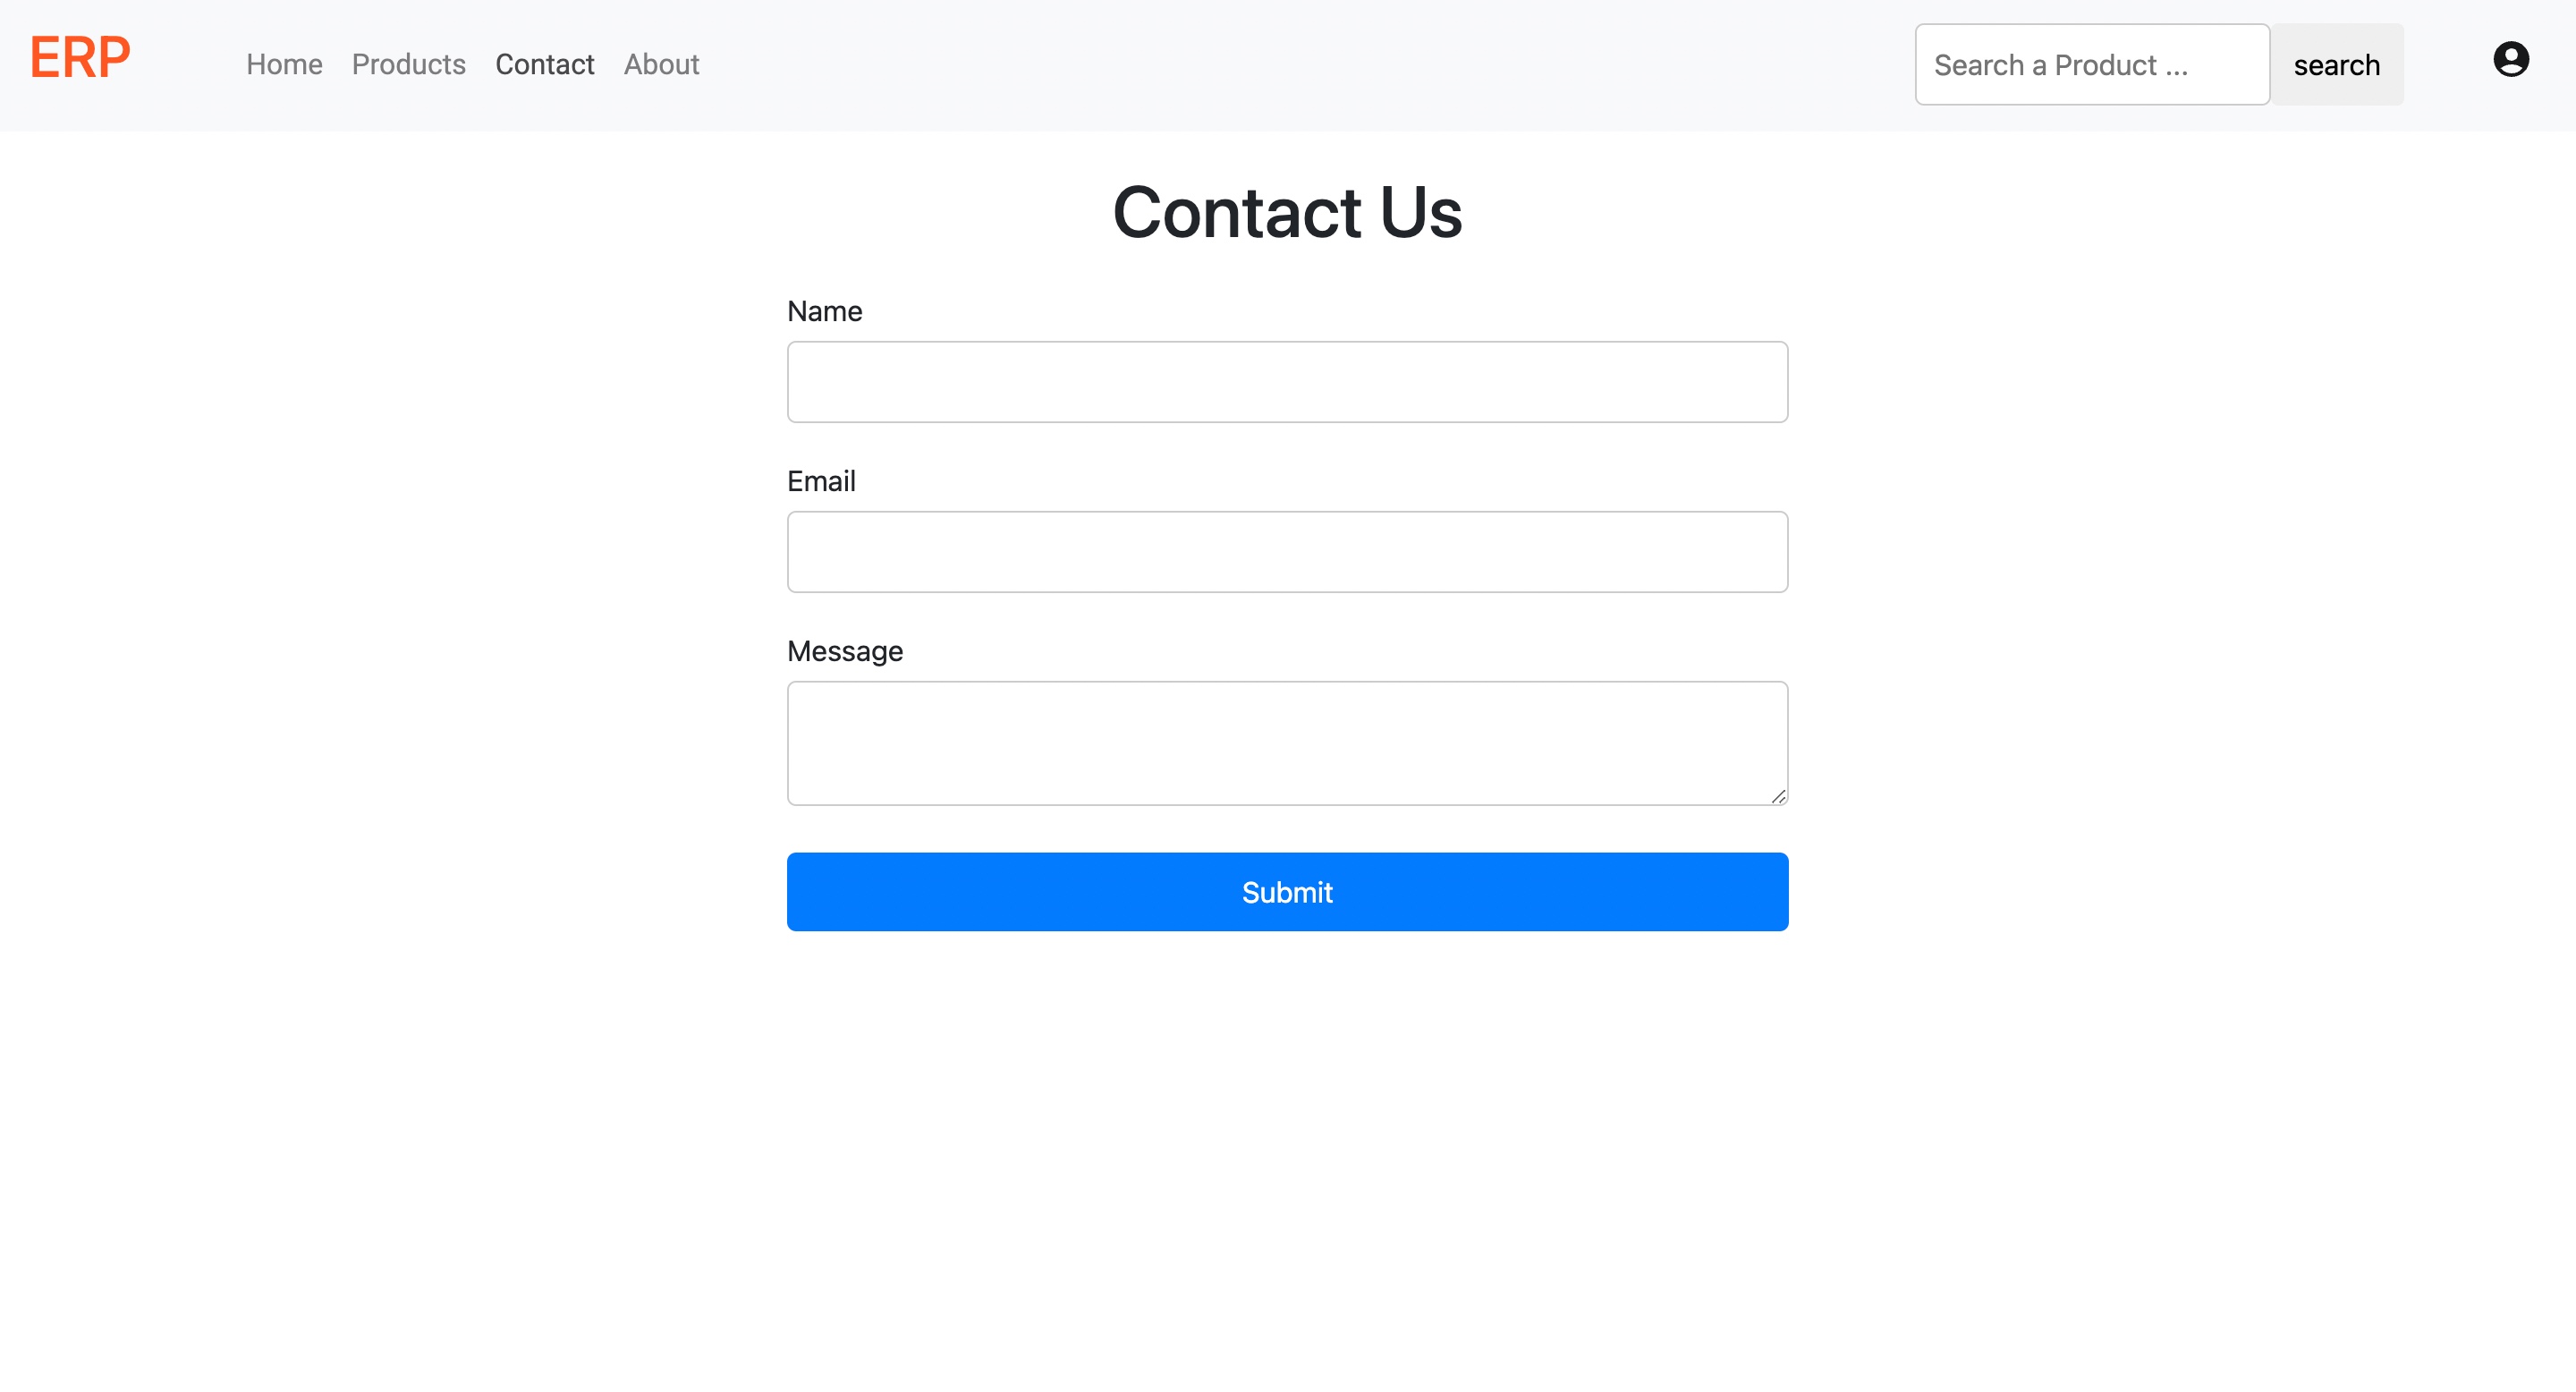 ERP
Home Products Contact About
Search a Product ... search
Contact Us
Name
Email
Message
Submit